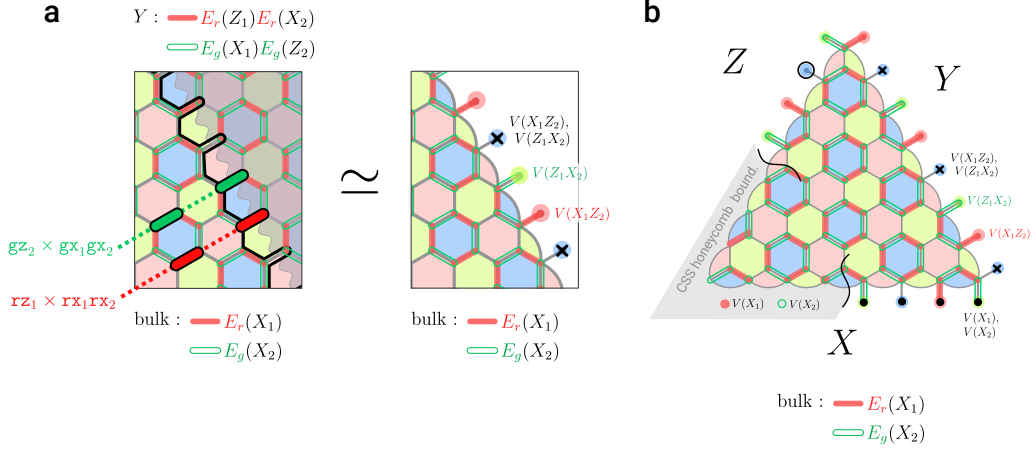 a
Y : E_r(Z_1)E_r(X_2)
E_g(X_1)E_g(Z_2)
gz_2 × gx_1gx_2
rz_1 × rx_1rx_2
bulk : E_r(X_1)
E_g(X_2)
≃
V(X_1Z_2),
V(Z_1X_2)
V(Z_1X_2)
V(X_1Z_2)
bulk : E_r(X_1)
E_g(X_2)
b
Z
Y
V(X_1Z_2),
V(Z_1X_2)
V(Z_1X_2)
V(X_1Z_2)
CSS honeycomb bound.
V(X_1) V(X_2)
V(X_1),
V(X_2)
X
bulk : E_r(X_1)
E_g(X_2)